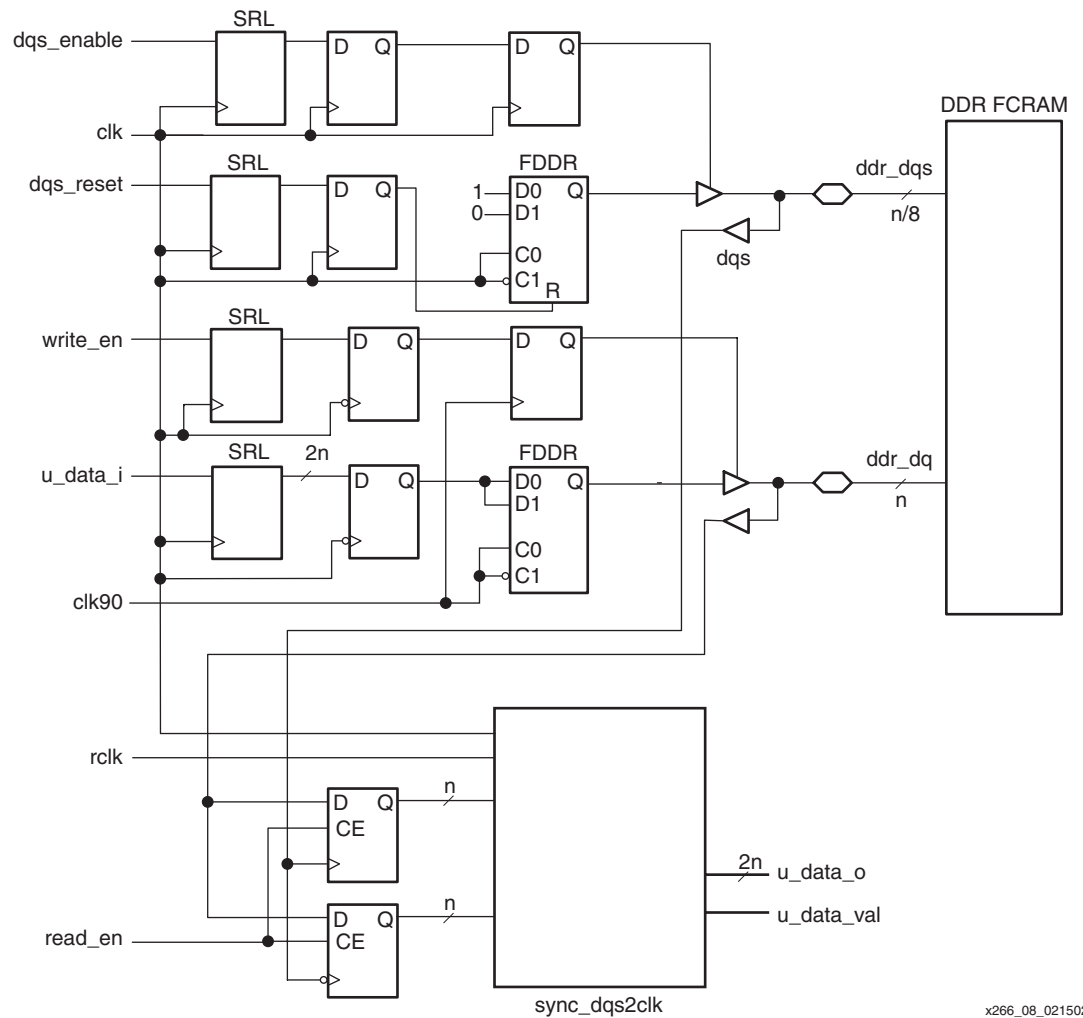 SRL
dqs_enable
D Q
D Q
clk
DDR FCRAM
SRL
FDDR
dqs_reset
D Q
1
D0 Q
0
D1
C0
C1
R
ddr_dqs
n/8
dqs
SRL
write_en
D Q
D Q
SRL
2n
FDDR
u_data_i
D Q
D0 Q
D1
C0
C1
ddr_dq
n
clk90
rclk
D Q
CE
n
D Q
CE
n
read_en
2n
u_data_o
u_data_val
sync_dqs2clk
x266_08_021502